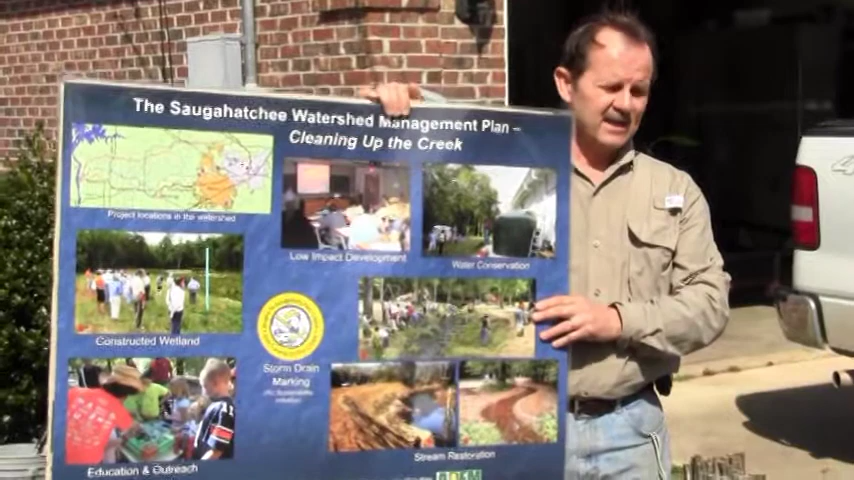 The Saugahatchee Watershed Management Plan –
Cleaning Up the Creek
Project locations in the watershed
Low Impact Development
Water Conservation
Constructed Wetland
Storm Drain
Marking
Education & Outreach
Stream Restoration